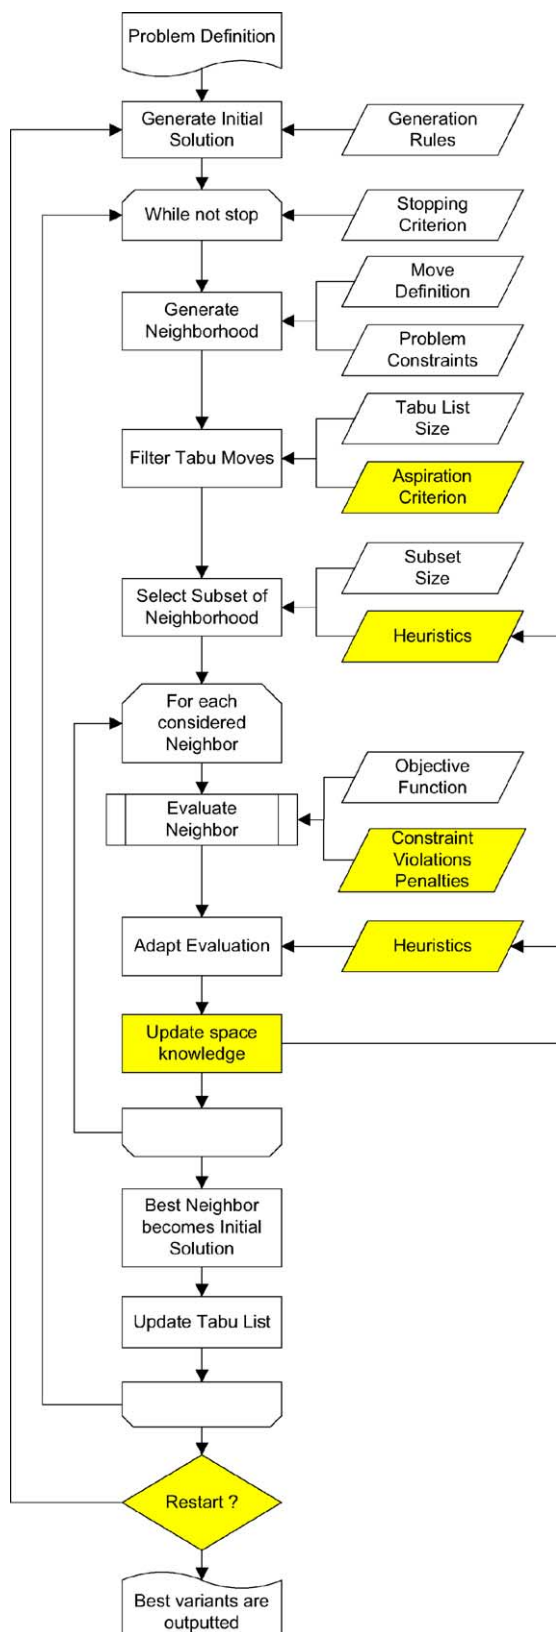 Problem Definition
Generate Initial
Solution
Generation
Rules
While not stop
Stopping
Criterion
Move
Definition
Generate
Neighborhood
Problem
Constraints
Tabu List
Size
Filter Tabu Moves
Aspiration
Criterion
Subset
Size
Select Subset of
Neighborhood
Heuristics
For each
considered
Neighbor
Objective
Function
Evaluate
Neighbor
Constraint
Violations
Penalties
Adapt Evaluation
Heuristics
Update space
knowledge
Best Neighbor
becomes Initial
Solution
Update Tabu List
Restart ?
Best variants are
outputted